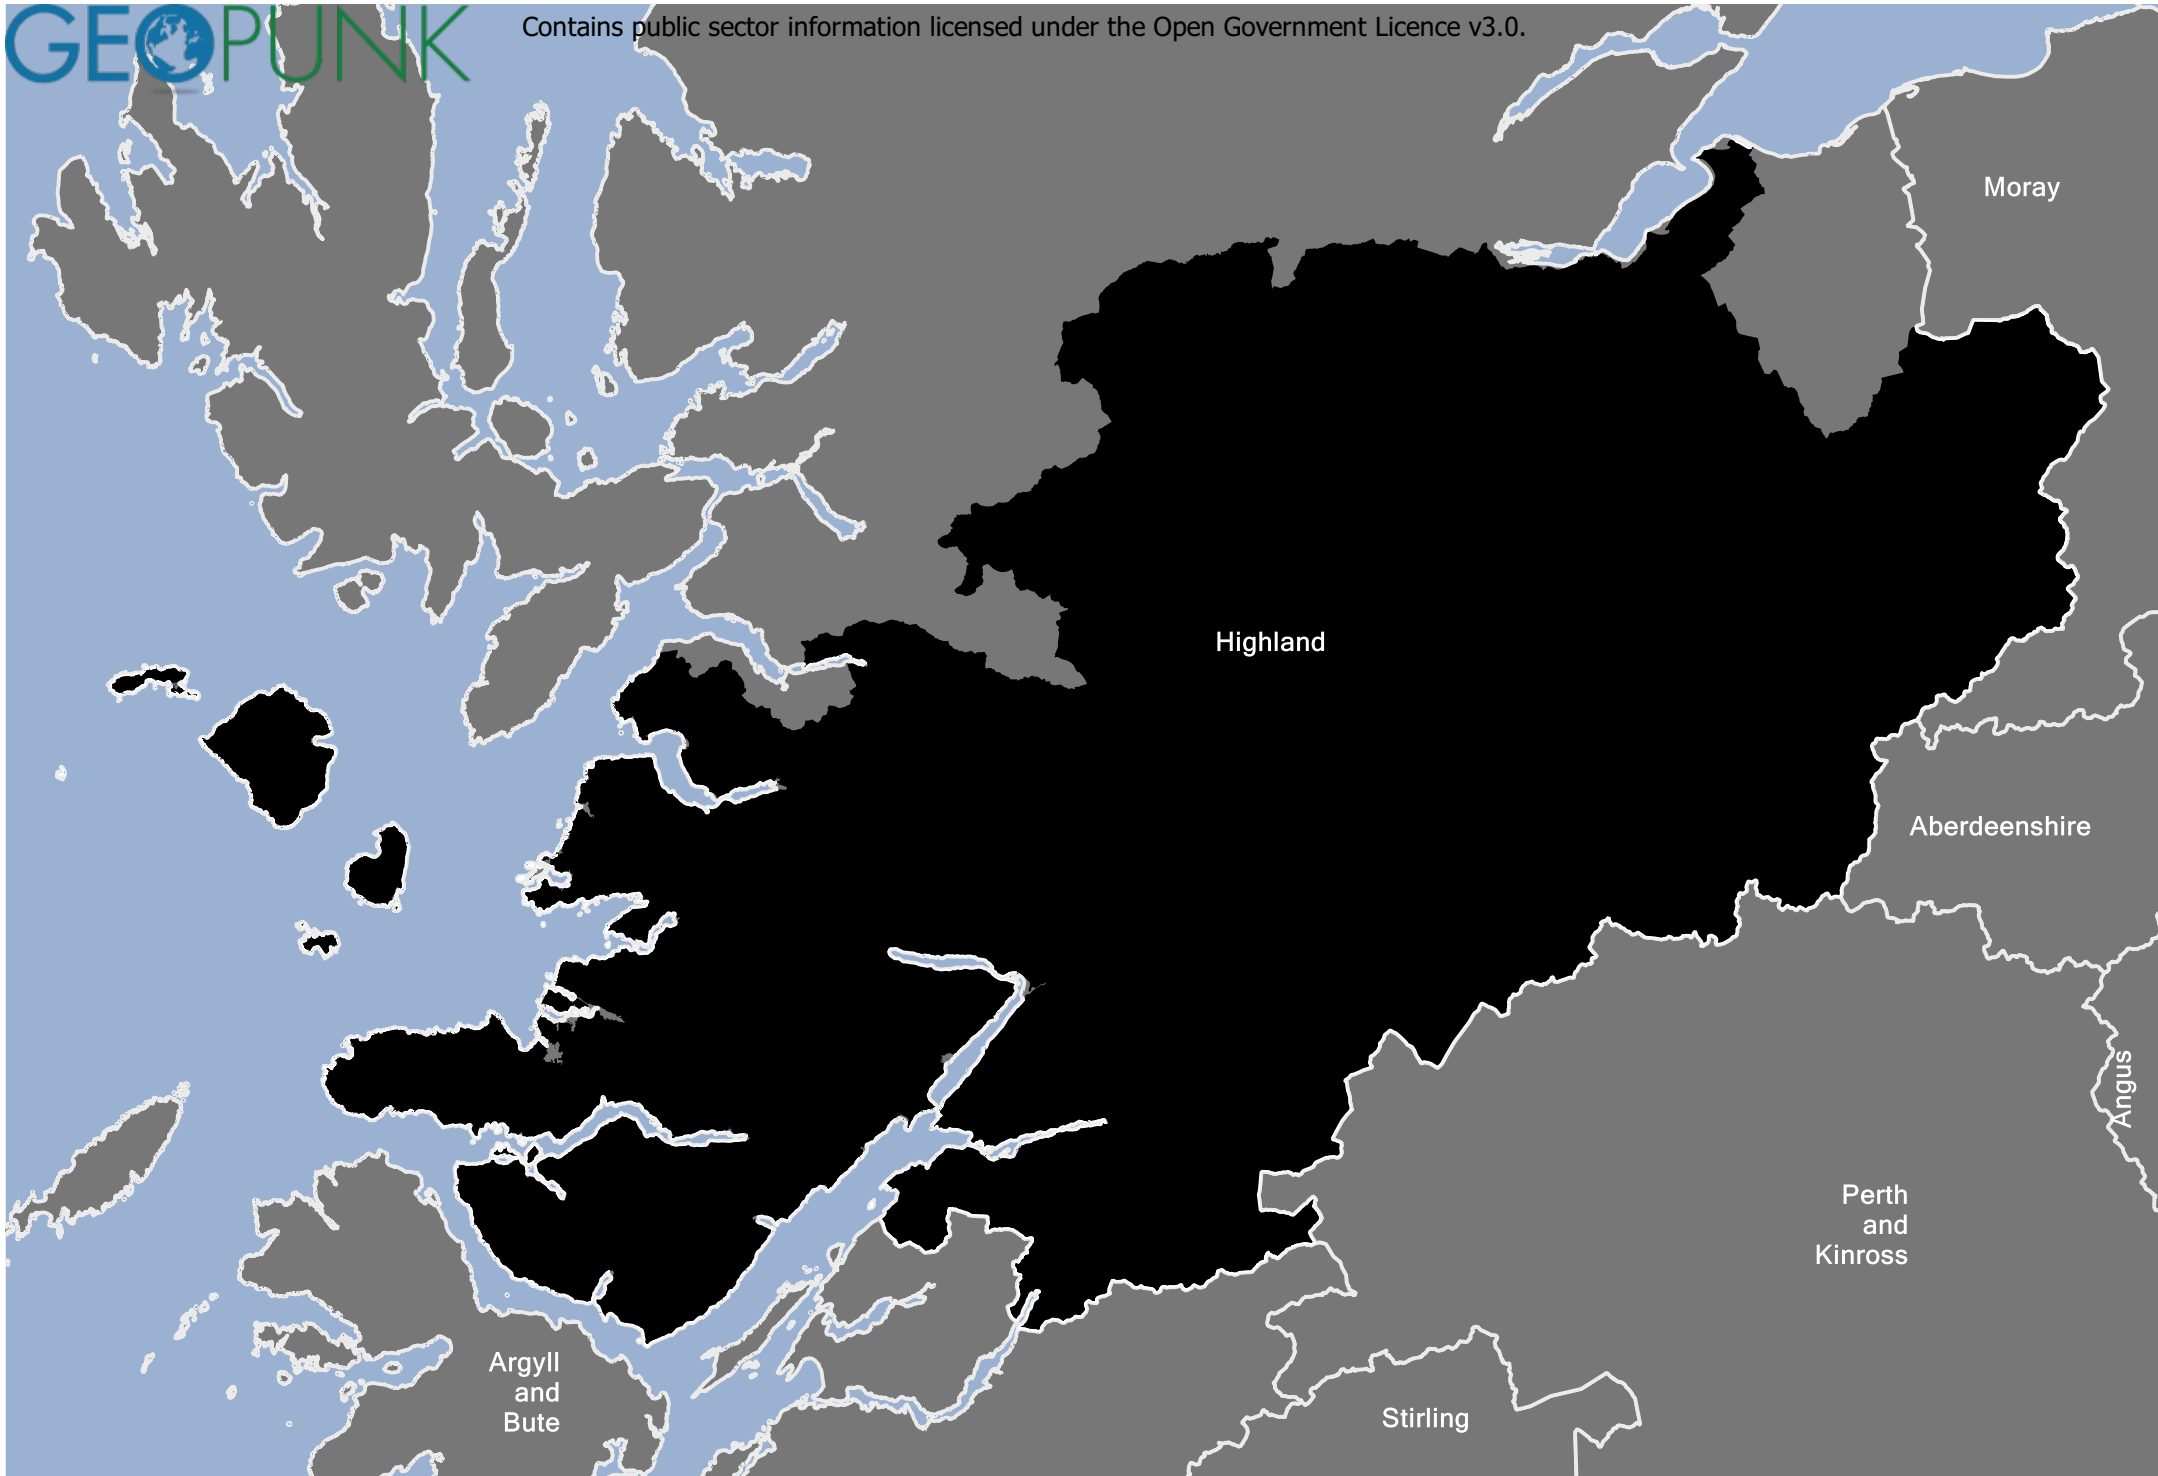 GEOPUNK
Contains public sector information licensed under the Open Government Licence v3.0.
Moray
Highland
Aberdeenshire
Angus
Perth
and
Kinross
Argyll
and
Bute
Stirling